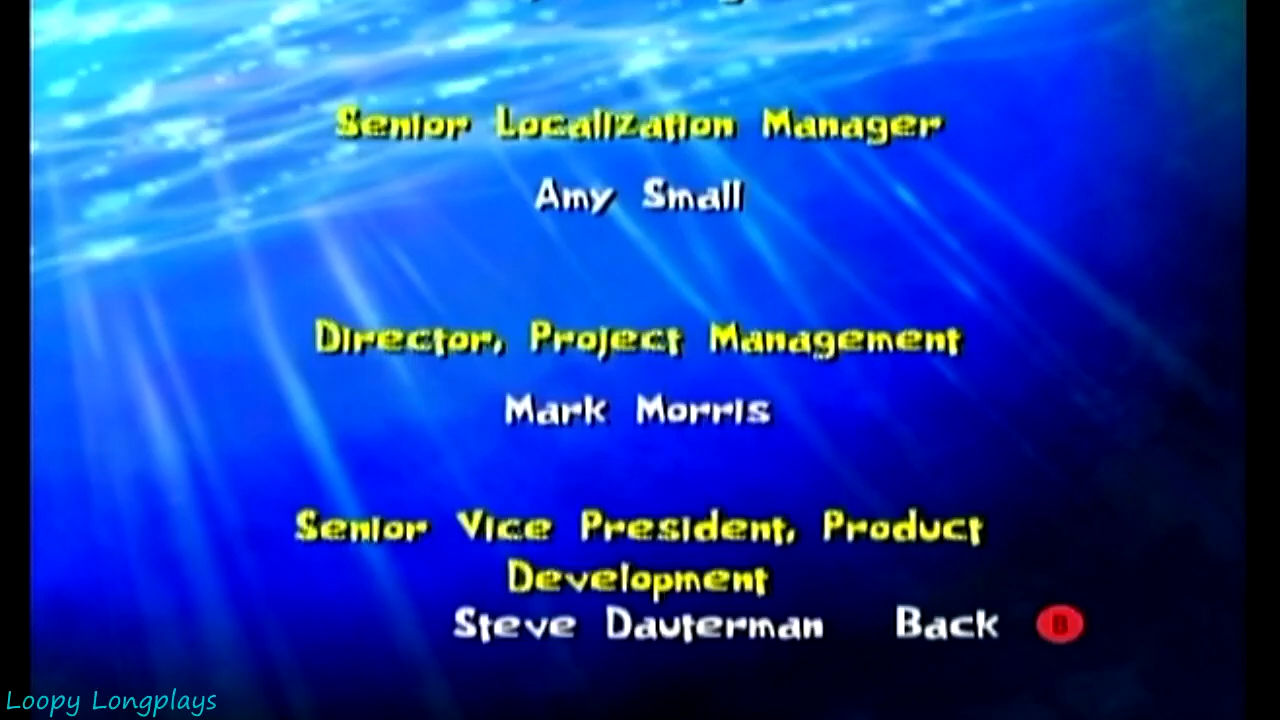 Senior Localization Manager
Amy Small
Director, Project Management
Mark Morris
Senior Vice President, Product
Development
Steve Dauterman
Back B
Loopy Longplays